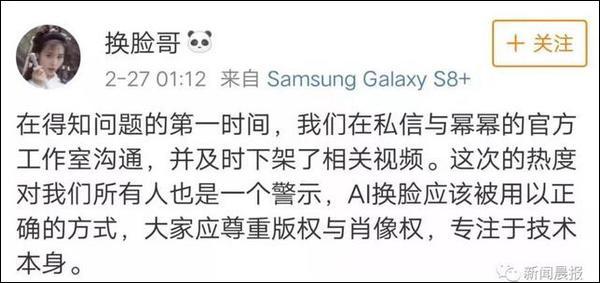 换脸哥🐼
+ 关注
2-27 01:12 来自 Samsung Galaxy S8+
在得知问题的第一时间，我们在私信与幂幂的官方
工作室沟通，并及时下架了相关视频。这次的热度
对我们所有人也是一个警示，AI换脸应该被用以正
确的方式，大家应尊重版权与肖像权，专注于技术
本身。
新闻晨报